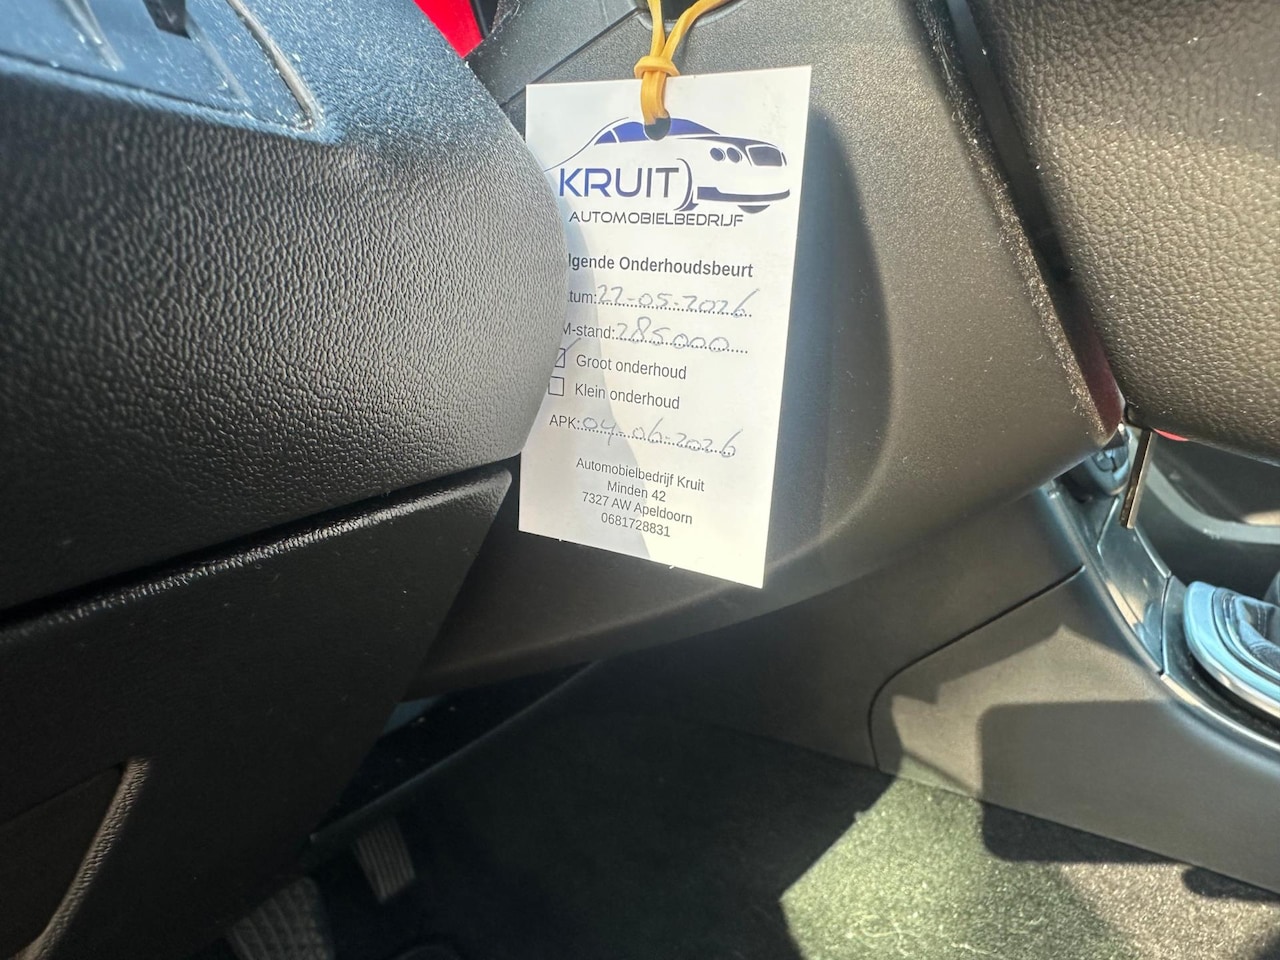 KRUIT
AUTOMOBIELBEDRIJF
lgende Onderhoudsbeurt
tum: 22-05-2026
M-stand: 285000
Groot onderhoud
Klein onderhoud
APK: 04-06-2026
Automobielbedrijf Kruit
Minden 42
7327 AW Apeldoorn
0681728831